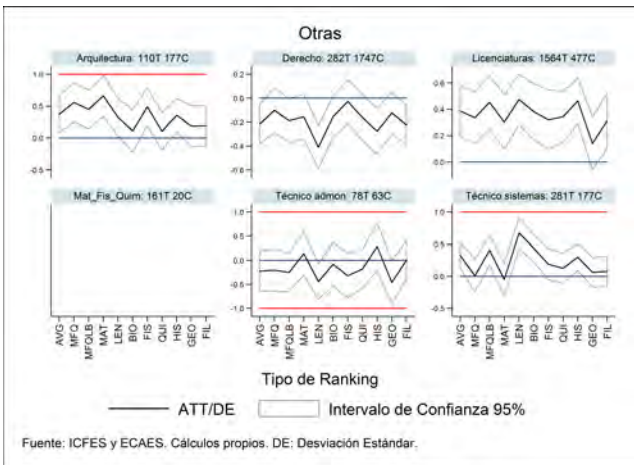 Otras
Arquitectura: 110T 177C
Derecho: 282T 1747C
Licenciaturas: 1564T 477C
1.0
0.5
0.0
-0.5
0.2
0.0
-0.2
-0.4
-0.6
0.6
0.4
0.2
0.0
Mat_Fis_Quim: 161T 20C
Técnico admon: 78T 63C
Técnico sistemas: 281T 177C
1.0
0.5
0.0
-0.5
-1.0
1.0
0.5
0.0
-0.5
AVG MFQ MFQLB MAT LEN BIO FIS QUI HIS GEO FIL
AVG MFQ MFQLB MAT LEN BIO FIS QUI HIS GEO FIL
AVG MFQ MFQLB MAT LEN BIO FIS QUI HIS GEO FIL
Tipo de Ranking
ATT/DE
Intervalo de Confianza 95%
Fuente: ICFES y ECAES. Cálculos propios. DE: Desviación Estándar.